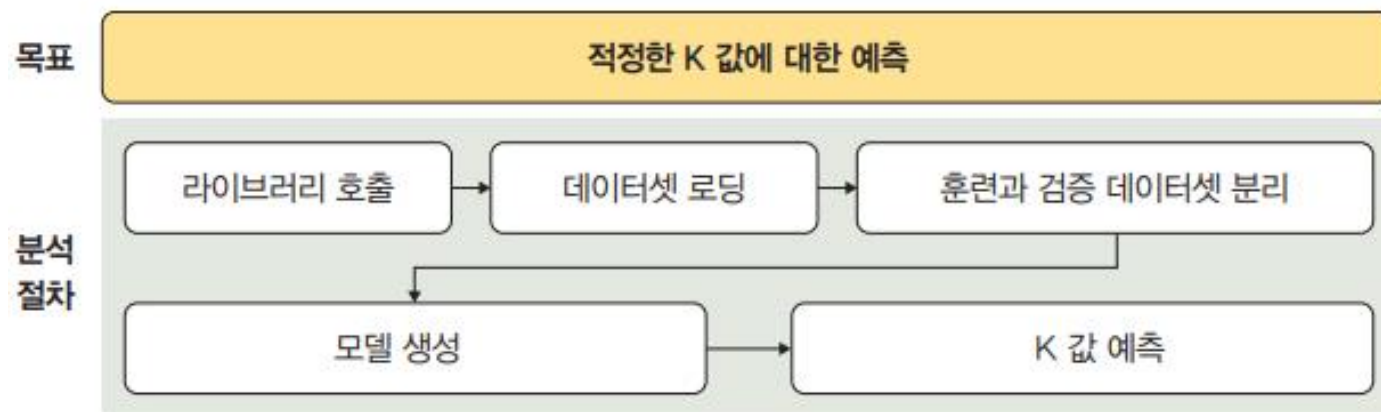 목표
적정한 K 값에 대한 예측
분석
절차
라이브러리 호출
데이터셋 로딩
훈련과 검증 데이터셋 분리
모델 생성
K 값 예측